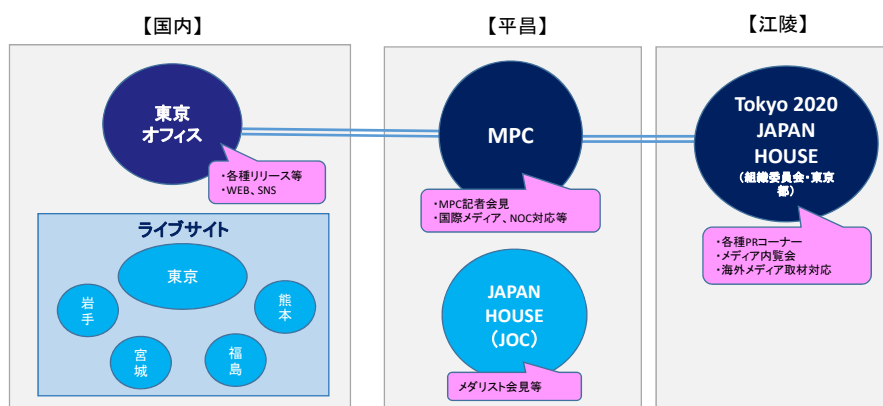 【国内】
東京
オフィス
・各種リリース等
・WEB、SNS
ライブサイト
東京
岩手
熊本
宮城
福島
【平昌】
MPC
・MPC記者会見
・国際メディア、NOC対応等
JAPAN
HOUSE
(JOC)
メダリスト会見等
【江陵】
Tokyo 2020
JAPAN
HOUSE
(組織委員会・東京
都)
・各種PRコーナー
・メディア内覧会
・海外メディア取材対応